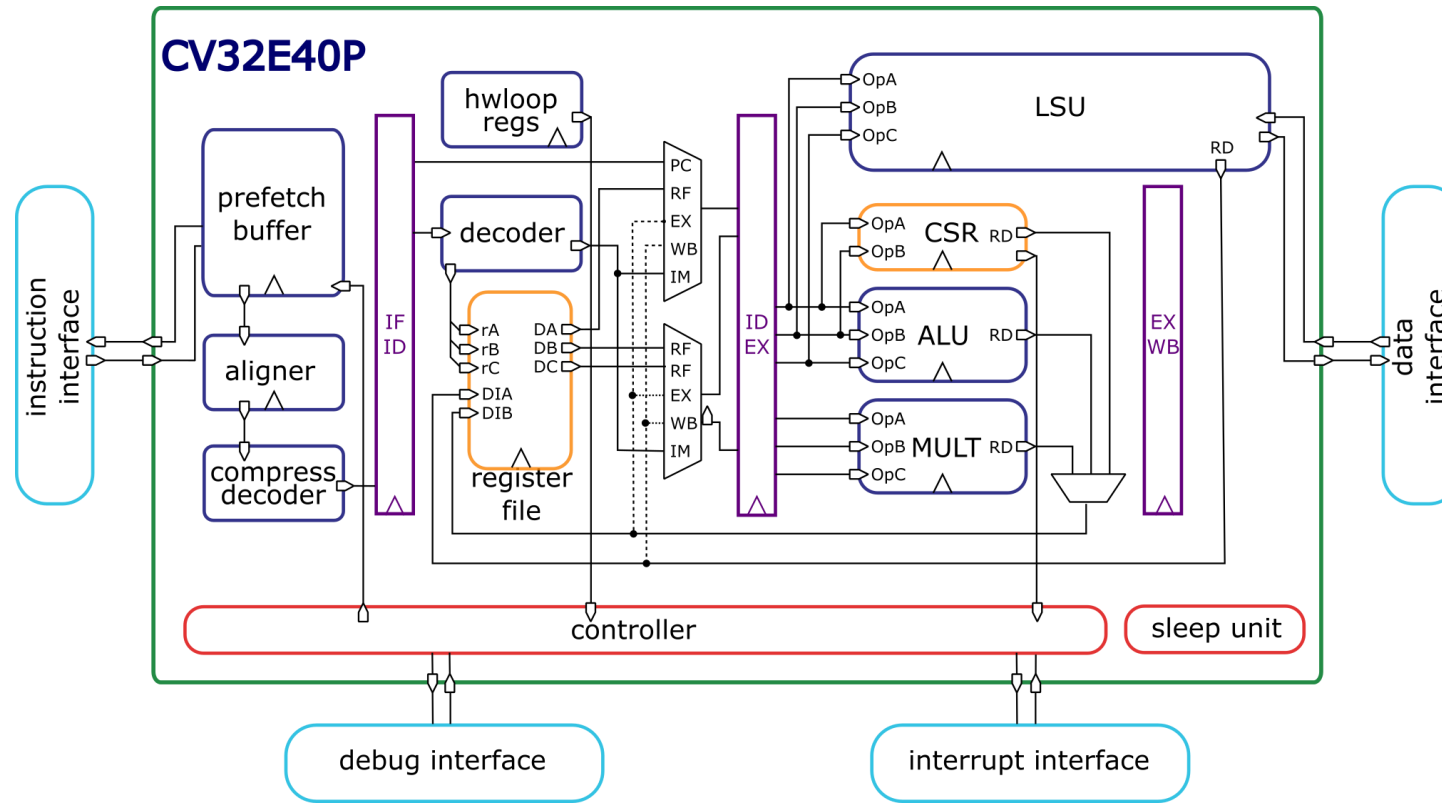 CV32E40P
instruction
interface
prefetch
buffer
aligner
compress
decoder
IF
ID
hwloop
regs
decoder
rA
rB
rC
DIA
DIB
DA
DB
DC
register
file
PC
RF
EX
WB
IM
RF
RF
EX
WB
IM
ID
EX
OpA
OpB
OpC
LSU
RD
OpA
OpB
CSR
RD
OpA
OpB
OpC
ALU
RD
OpA
OpB
OpC
MULT
RD
EX
WB
data
interface
controller
sleep unit
debug interface
interrupt interface